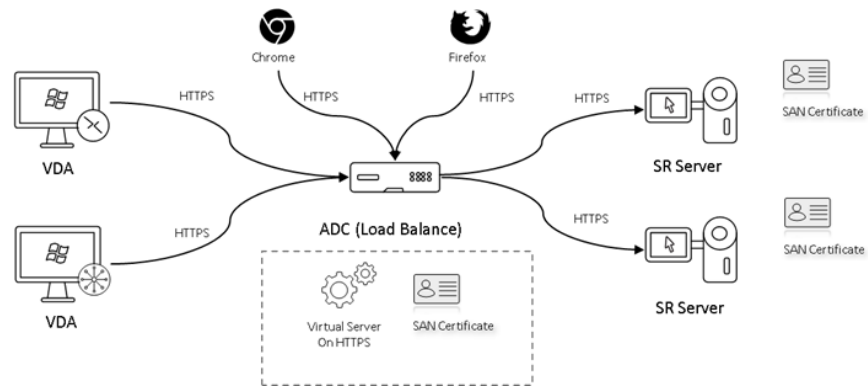 Chrome
Firefox
HTTPS
HTTPS
HTTPS
HTTPS
SAN Certificate
VDA
SR Server
ADC (Load Balance)
HTTPS
HTTPS
SAN Certificate
VDA
SR Server
Virtual Server
On HTTPS
SAN Certificate